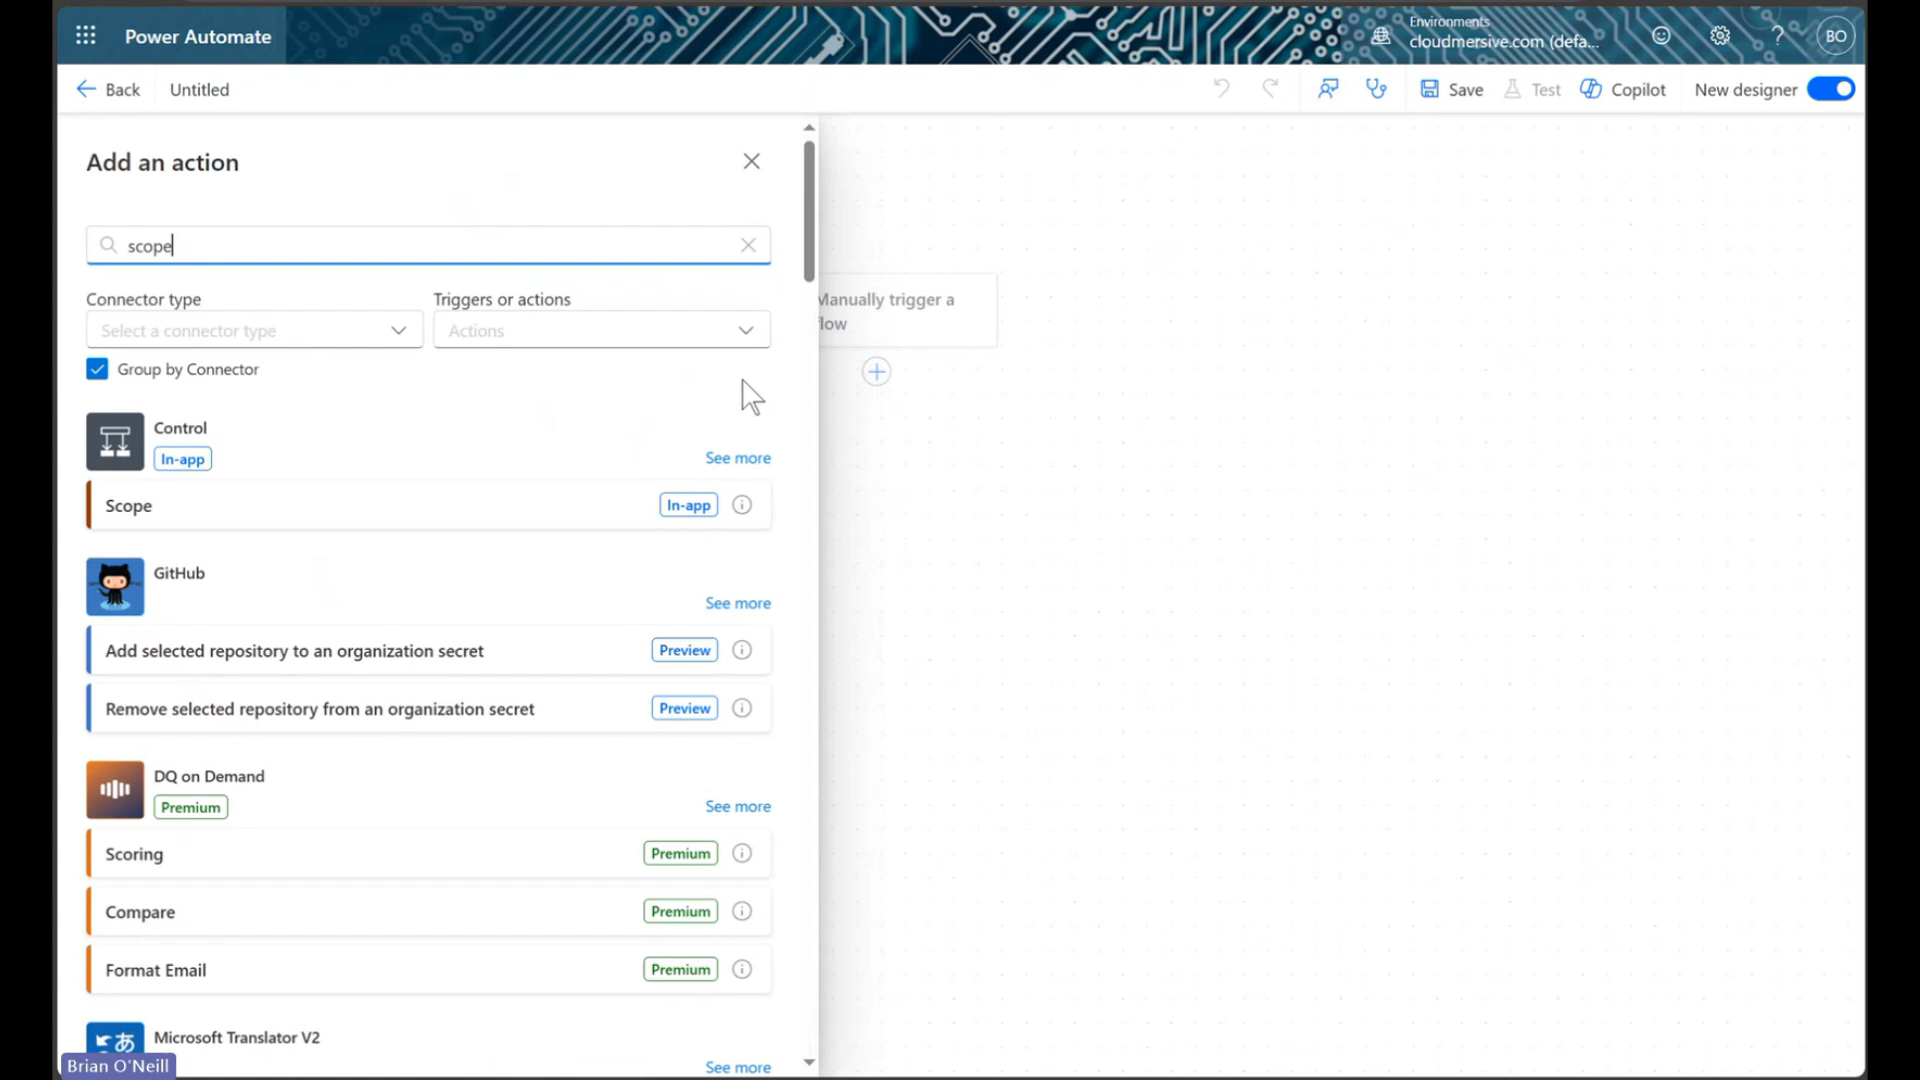 Power Automate
Environments
cloudmersive.com (defa...
BO
Back
Untitled
Save
Test
Copilot
New designer
Add an action
scope
Connector type
Triggers or actions
Select a connector type
Actions
Group by Connector
Manually trigger a
flow
Control
In-app
See more
Scope
In-app
GitHub
See more
Add selected repository to an organization secret
Preview
Remove selected repository from an organization secret
Preview
DQ on Demand
Premium
See more
Scoring
Premium
Compare
Premium
Format Email
Premium
Microsoft Translator V2
See more
Brian O'Neill